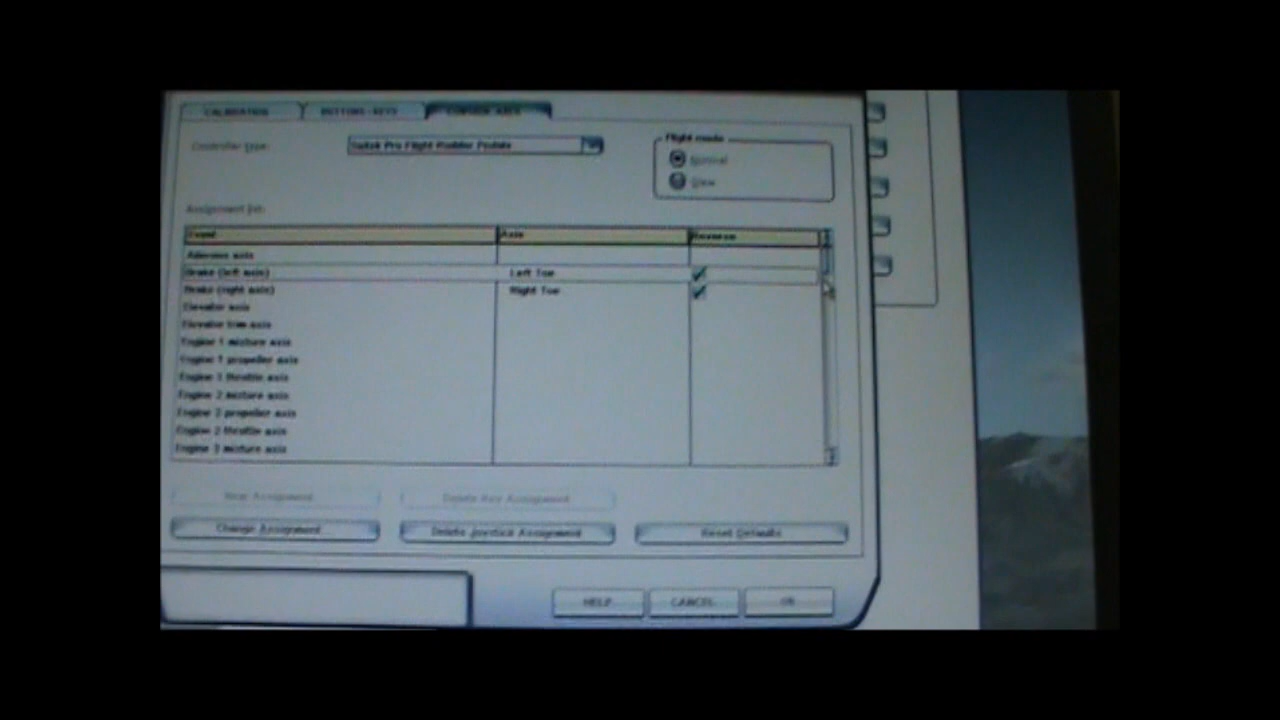 CALIBRATION BUTTONS / KEYS CONTROL AXES
Controller type: Saitek Pro Flight Rudder Pedals
Flight mode
Normal
Slew
Assignment list:
Event Axis Reverse
Ailerons axis
Brake (left axis) Left Toe
Brake (right axis) Right Toe
Elevator axis
Elevator trim axis
Engine 1 mixture axis
Engine 1 propeller axis
Engine 1 throttle axis
Engine 2 mixture axis
Engine 2 propeller axis
Engine 2 throttle axis
Engine 3 mixture axis
New Assignment Delete Key Assignment
Change Assignment Delete Joystick Assignment Reset Defaults
HELP CANCEL OK